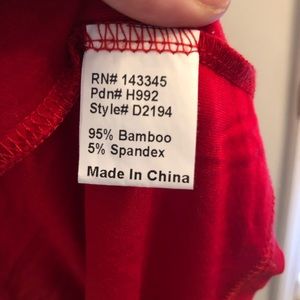 RN# 143345
Pdn# H992
Style# D2194
95% Bamboo
5% Spandex
Made In China